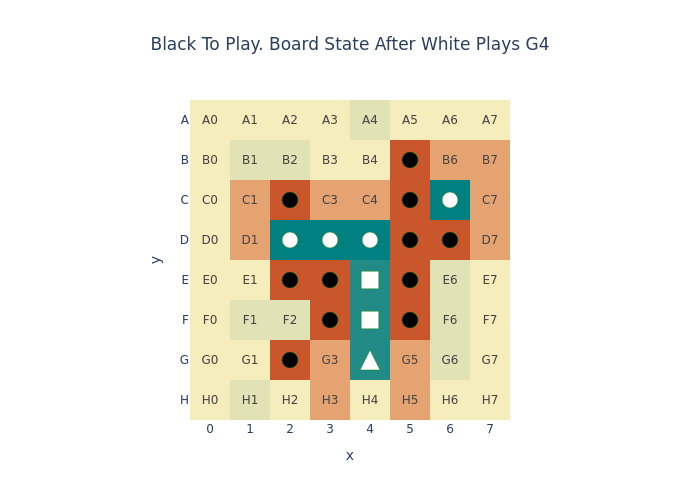 Black To Play. Board State After White Plays G4
A A0 A1 A2 A3 A4 A5 A6 A7
B B0 B1 B2 B3 B4 B6 B7
C C0 C1 C3 C4 C7
D D0 D1 D7
y
E E0 E1 E6 E7
F F0 F1 F2 F6 F7
G G0 G1 G3 G5 G6 G7
H H0 H1 H2 H3 H4 H5 H6 H7
0 1 2 3 4 5 6 7
x